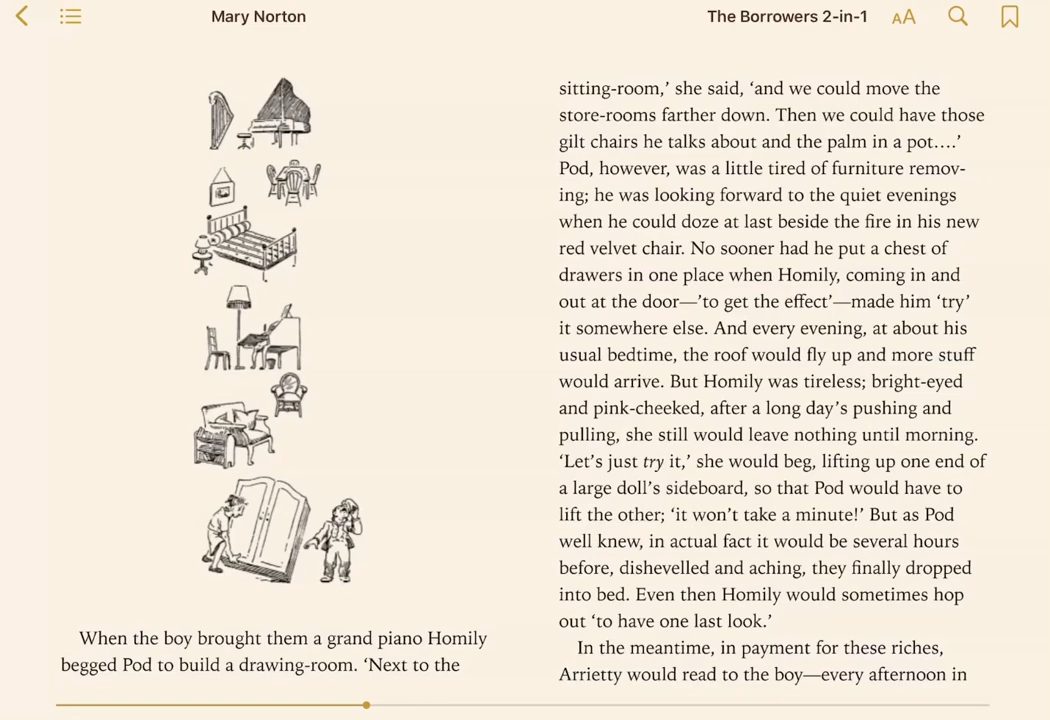 Mary Norton
The Borrowers 2-in-1
AA
When the boy brought them a grand piano Homily
begged Pod to build a drawing-room. ‘Next to the
sitting-room,’ she said, ‘and we could move the
store-rooms farther down. Then we could have those
gilt chairs he talks about and the palm in a pot....’
Pod, however, was a little tired of furniture remov-
ing; he was looking forward to the quiet evenings
when he could doze at last beside the fire in his new
red velvet chair. No sooner had he put a chest of
drawers in one place when Homily, coming in and
out at the door—’to get the effect’—made him ‘try’
it somewhere else. And every evening, at about his
usual bedtime, the roof would fly up and more stuff
would arrive. But Homily was tireless; bright-eyed
and pink-cheeked, after a long day’s pushing and
pulling, she still would leave nothing until morning.
‘Let’s just try it,’ she would beg, lifting up one end of
a large doll’s sideboard, so that Pod would have to
lift the other; ‘it won’t take a minute!’ But as Pod
well knew, in actual fact it would be several hours
before, dishevelled and aching, they finally dropped
into bed. Even then Homily would sometimes hop
out ‘to have one last look.’
In the meantime, in payment for these riches,
Arrietty would read to the boy—every afternoon in